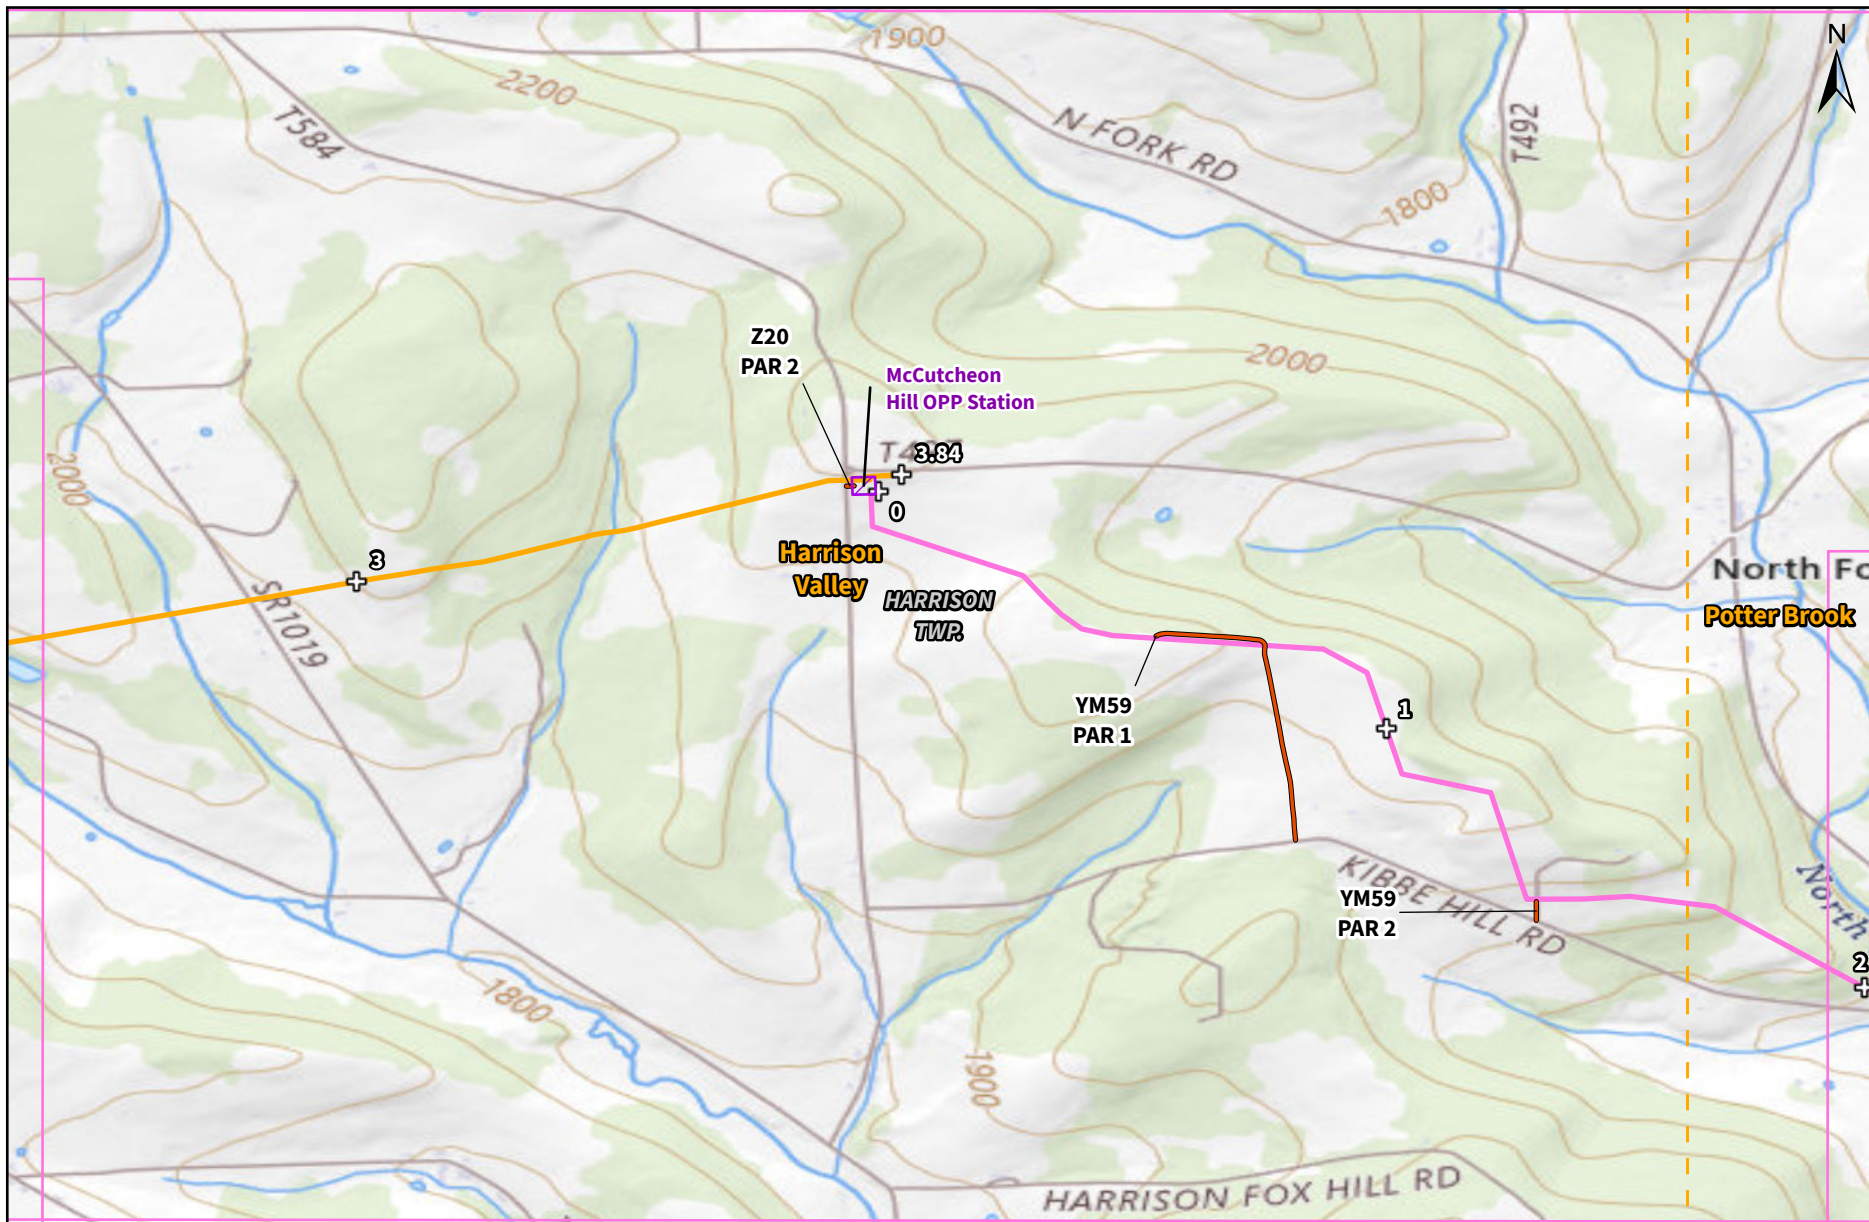 N
1900
2200
T584
N FORK RD
T492
1800
Z20
PAR 2
McCutcheon
Hill OPP Station
2000
3.84
0
2000
3
Harrison
Valley
HARRISON
TWP.
SR1019
North Fo
Potter Brook
YM59
PAR 1
1
KIBBE HILL RD
YM59
PAR 2
North
2
1800
1900
HARRISON FOX HILL RD